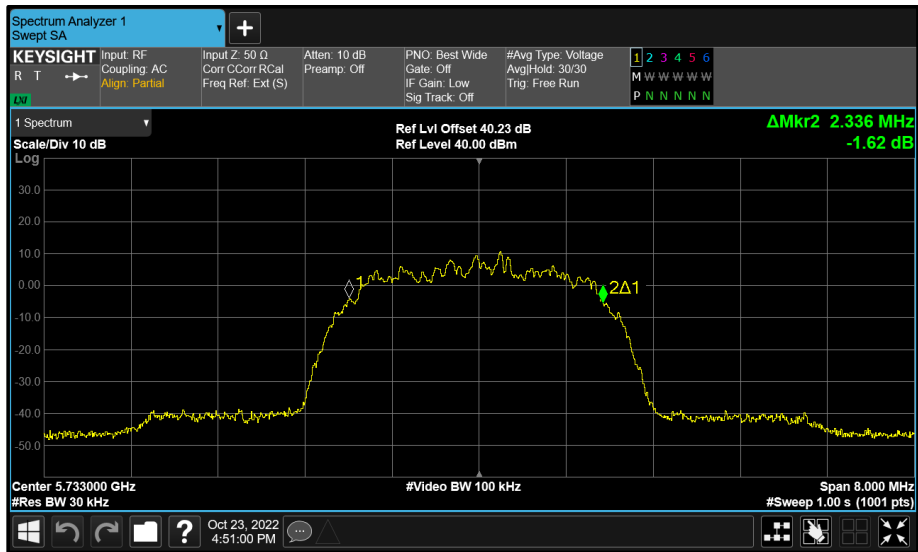 Spectrum Analyzer 1
Swept SA
+
KEYSIGHT
R T
LXI
Input: RF
Coupling: AC
Align: Partial
Input Z: 50 Ω
Corr CCorr RCal
Freq Ref: Ext (S)
Atten: 10 dB
Preamp: Off
PNO: Best Wide
Gate: Off
IF Gain: Low
Sig Track: Off
#Avg Type: Voltage
Avg|Hold: 30/30
Trig: Free Run
1 2 3 4 5 6
M W W W W W
P N N N N N
1 Spectrum
Scale/Div 10 dB
Ref Lvl Offset 40.23 dB
Ref Level 40.00 dBm
ΔMkr2 2.336 MHz
-1.62 dB
Log
30.0
20.0
10.0
0.00
-10.0
-20.0
-30.0
-40.0
-50.0
1
2Δ1
Center 5.733000 GHz
#Video BW 100 kHz
Span 8.000 MHz
#Res BW 30 kHz
#Sweep 1.00 s (1001 pts)
?
Oct 23, 2022
4:51:00 PM